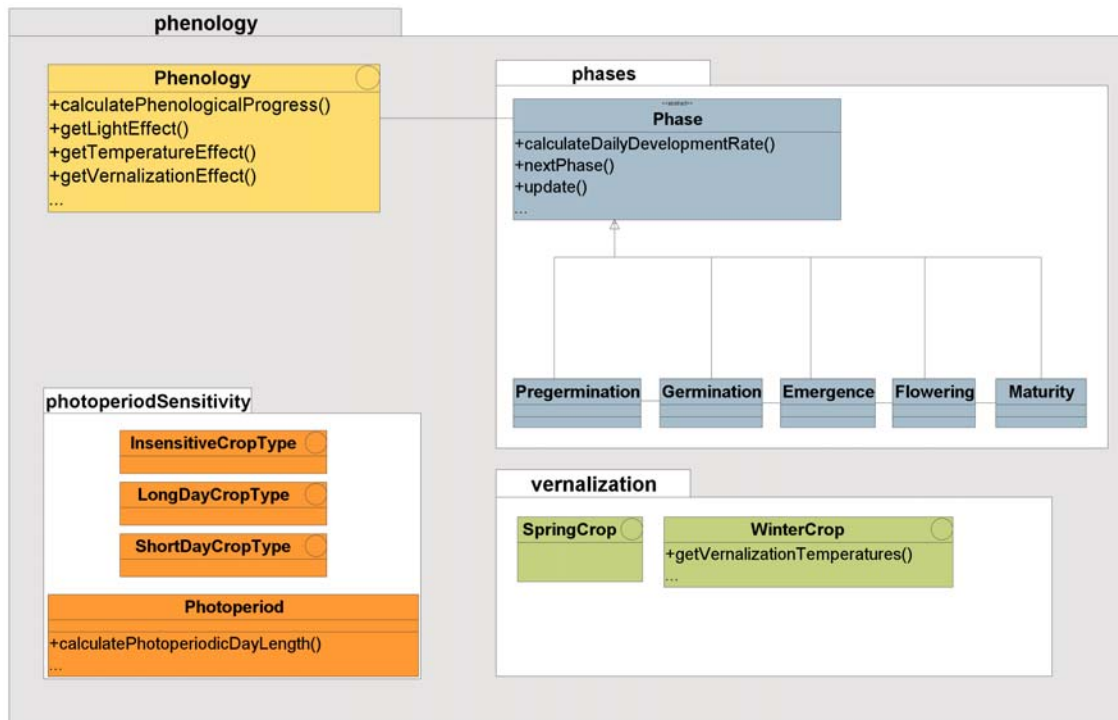 phenology
Phenology
+calculatePhenologicalProgress()
+getLightEffect()
+getTemperatureEffect()
+getVernalizationEffect()
...
phases
<<abstract>>
Phase
+calculateDailyDevelopmentRate()
+nextPhase()
+update()
...
Pregermination
Germination
Emergence
Flowering
Maturity
photoperiodSensitivity
InsensitiveCropType
LongDayCropType
ShortDayCropType
Photoperiod
+calculatePhotoperiodicDayLength()
...
vernalization
SpringCrop
WinterCrop
+getVernalizationTemperatures()
...